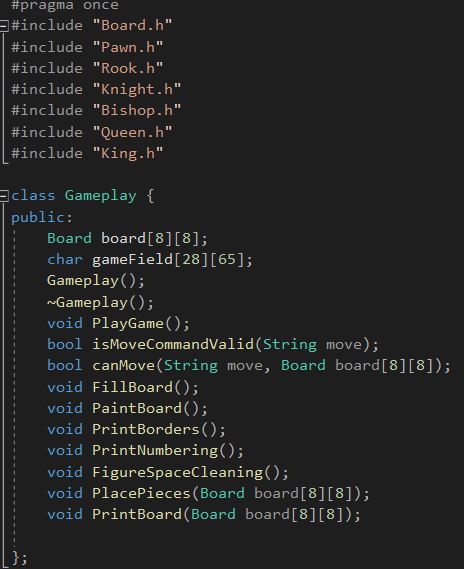 #pragma once
#include "Board.h"
#include "Pawn.h"
#include "Rook.h"
#include "Knight.h"
#include "Bishop.h"
#include "Queen.h"
#include "King.h"
class Gameplay {
public:
Board board[8][8];
char gameField[28][65];
Gameplay();
~Gameplay();
void PlayGame();
bool isMoveCommandValid(String move);
bool canMove(String move, Board board[8][8]);
void FillBoard();
void PaintBoard();
void PrintBorders();
void PrintNumbering();
void FigureSpaceCleaning();
void PlacePieces(Board board[8][8]);
void PrintBoard(Board board[8][8]);
};